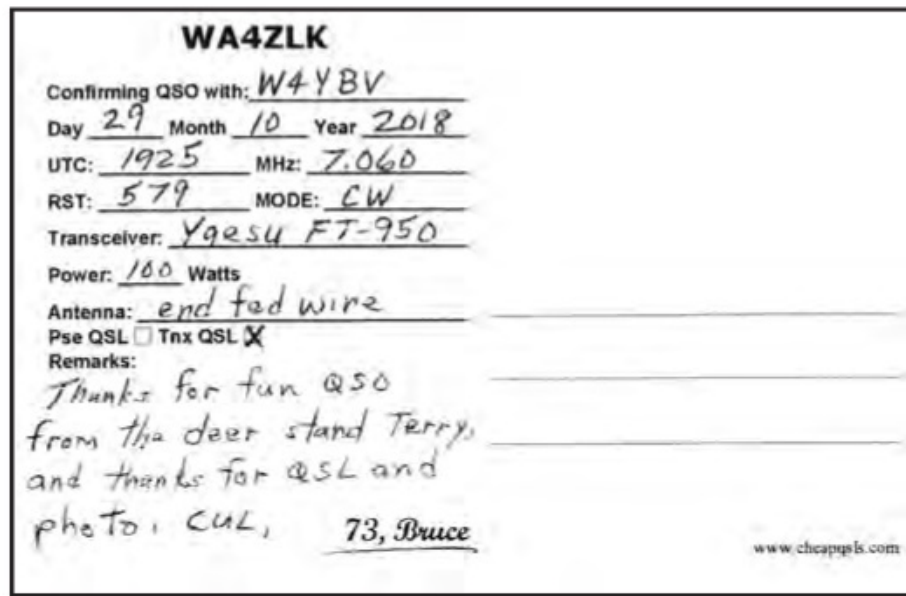 WA4ZLK
Confirming QSO with: W4YBV
Day 29 Month 10 Year 2018
UTC: 1925 MHz: 7.060
RST: 579 MODE: CW
Transceiver: Yaesu FT-950
Power: 100 Watts
Antenna: end fed wire
Pse QSL ☐ Tnx QSL ☒
Remarks:
Thanks for fun QSO
from the deer stand Terry,
and thanks for QSL and
photo. CUL,
73, Bruce
www.cheapqsls.com